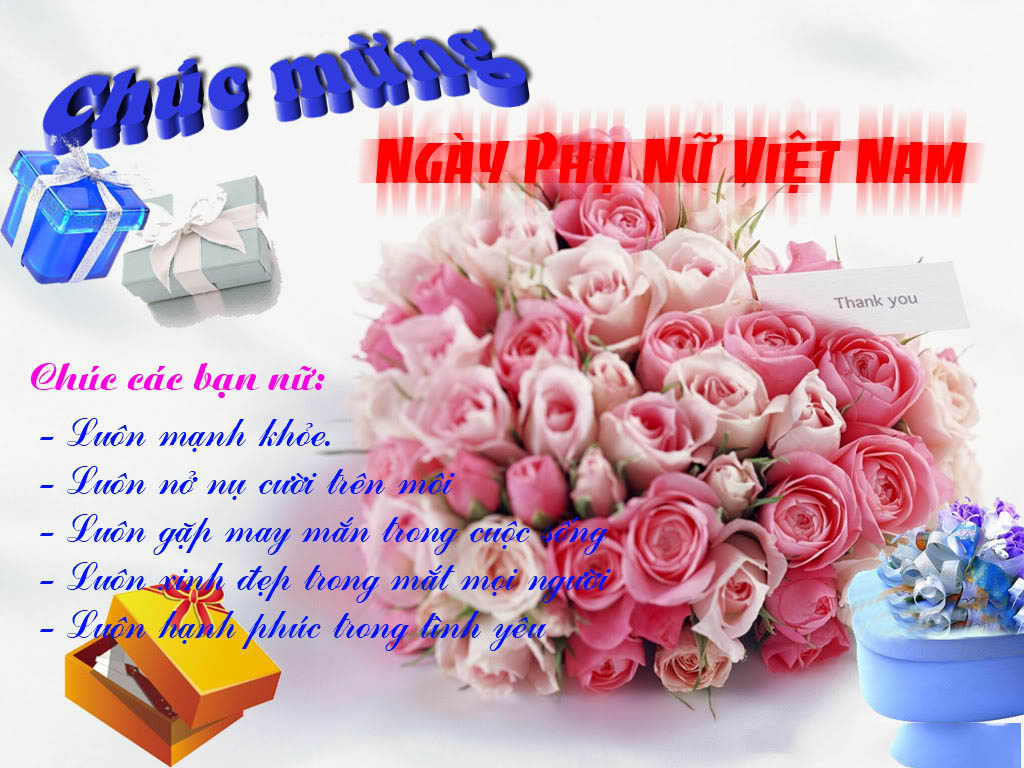 Chúc mừng
Ngày Phụ Nữ Việt Nam
Thank you
Chúc các bạn nữ:
- Luôn mạnh khỏe.
- Luôn nở nụ cười trên môi
- Luôn gặp may mắn trong cuộc sống
- Luôn xinh đẹp trong mắt mọi người
- Luôn hạnh phúc trong tình yêu